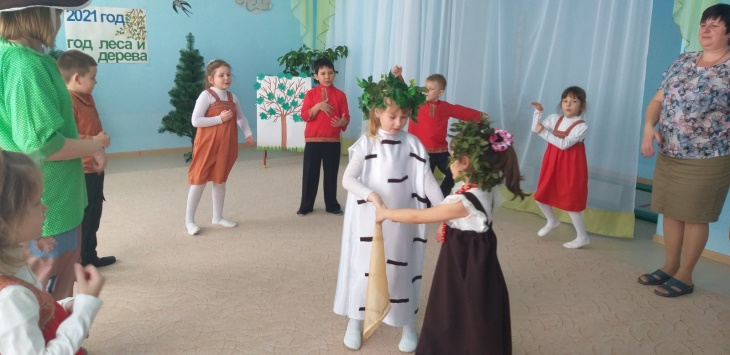 2021 год
год леса и
дерева